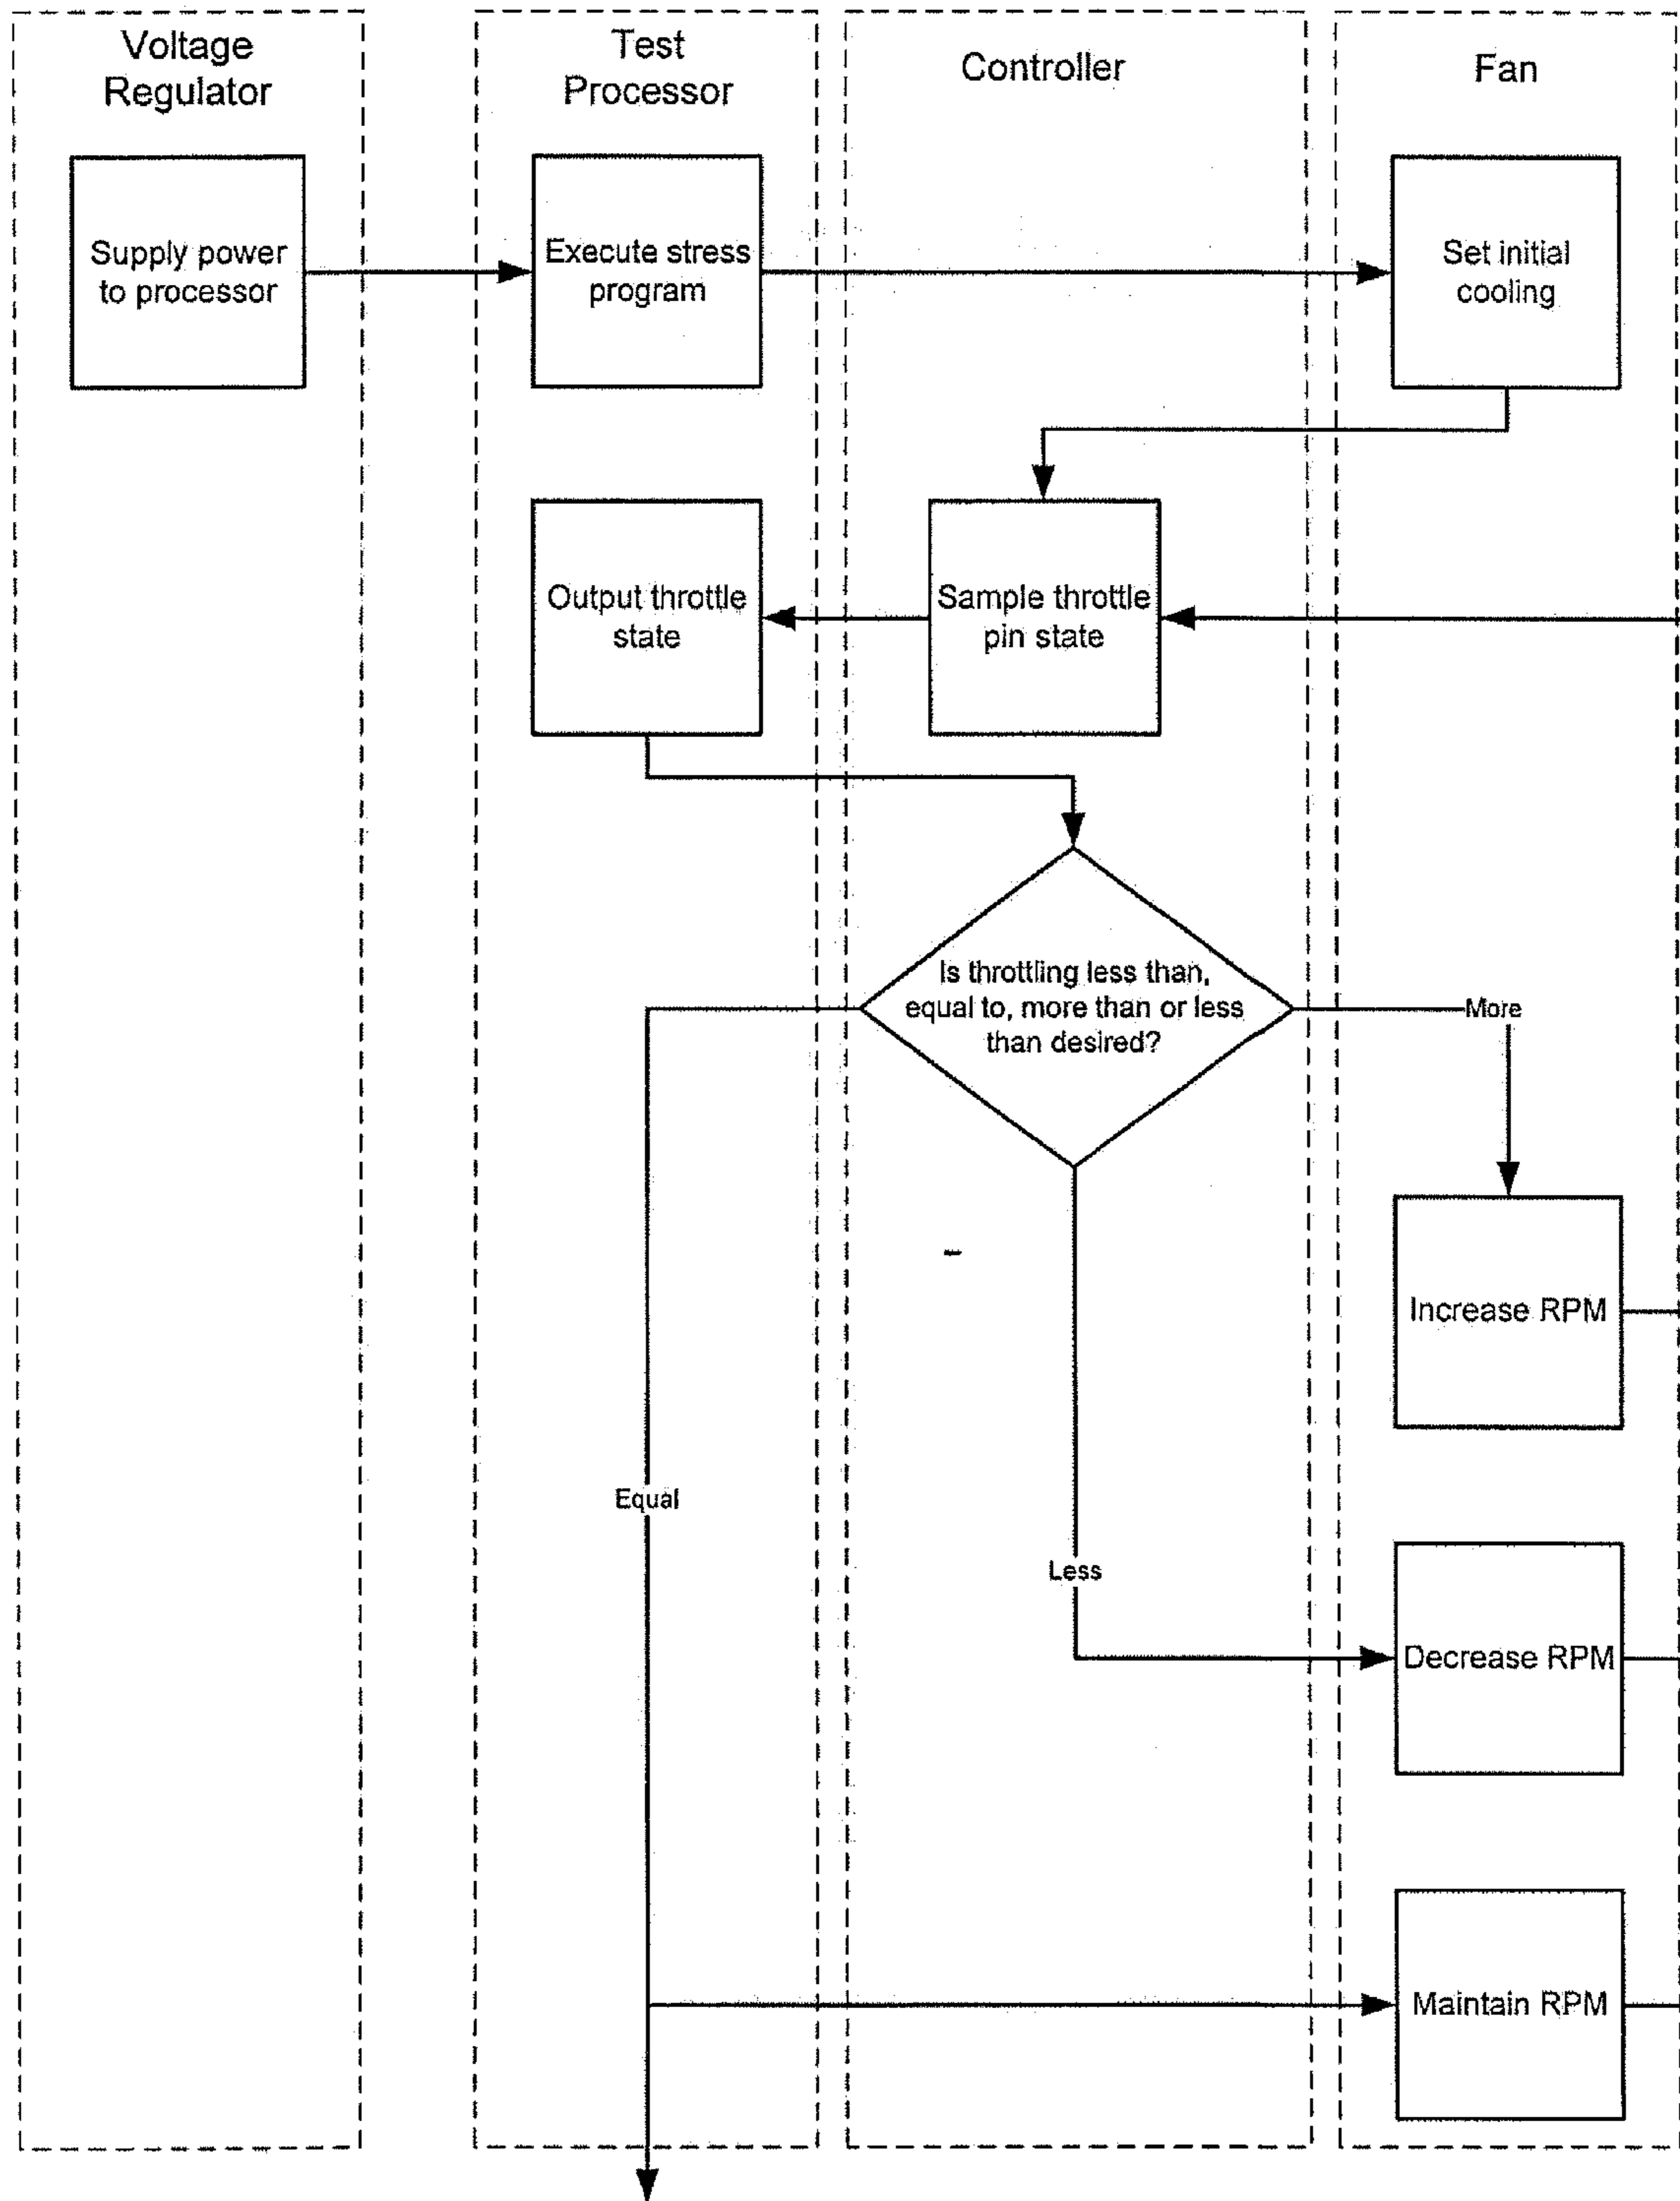 Voltage
Regulator
Test
Processor
Controller
Fan
Supply power
to processor
Execute stress
program
Set initial
cooling
Output throttle
state
Sample throttle
pin state
Is throttling less than,
equal to, more than or less
than desired?
More
Increase RPM
Equal
Less
Decrease RPM
Maintain RPM